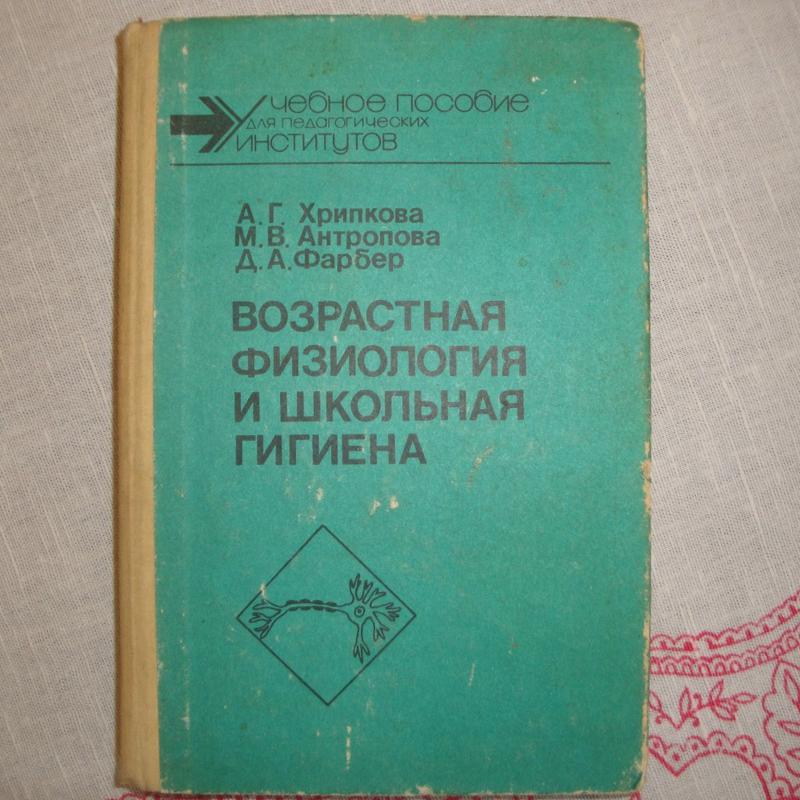 Учебное пособие
для педагогических
институтов
А. Г. Хрипкова
М. В. Антропова
Д. А. Фарбер
ВОЗРАСТНАЯ
ФИЗИОЛОГИЯ
И ШКОЛЬНАЯ
ГИГИЕНА